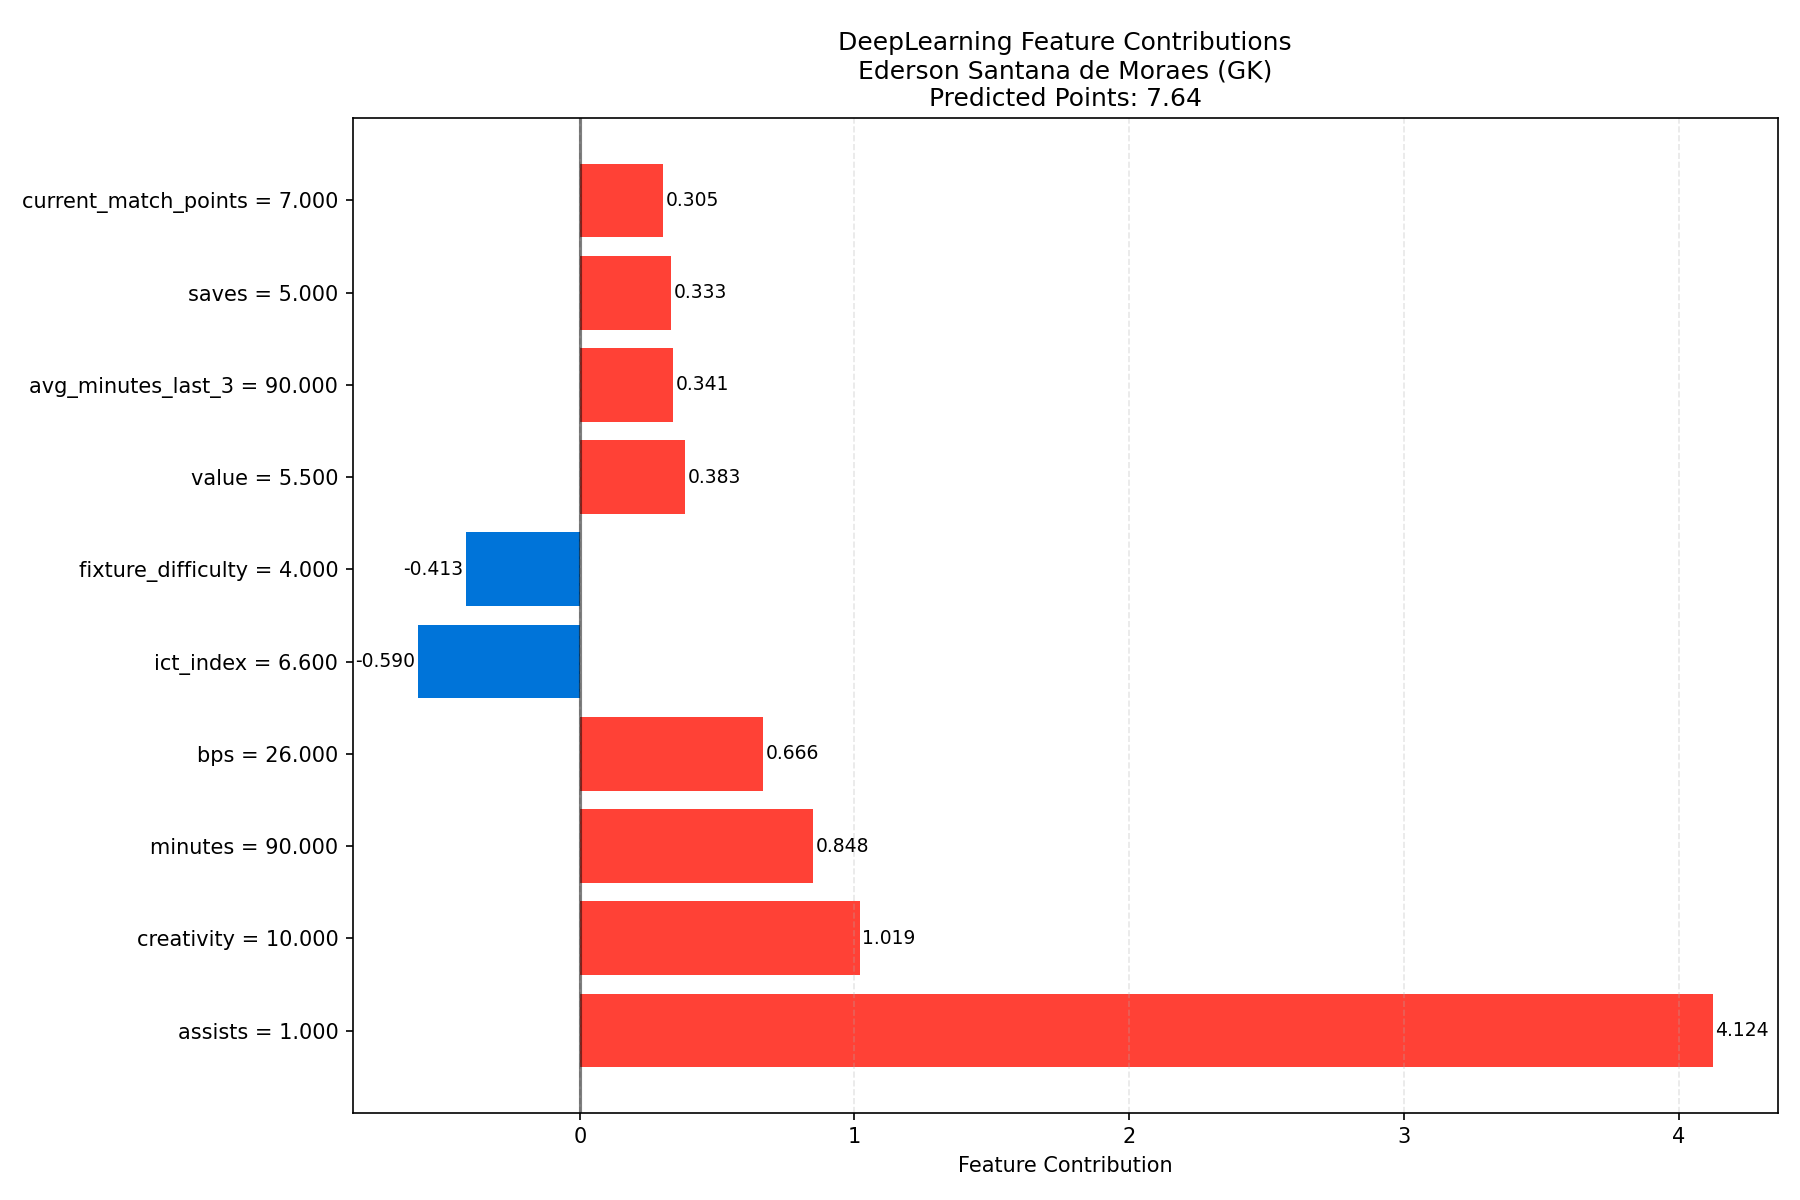 DeepLearning Feature Contributions
Ederson Santana de Moraes (GK)
Predicted Points: 7.64
current_match_points = 7.000
0.305
saves = 5.000
0.333
avg_minutes_last_3 = 90.000
0.341
value = 5.500
0.383
fixture_difficulty = 4.000
-0.413
ict_index = 6.600
-0.590
bps = 26.000
0.666
minutes = 90.000
0.848
creativity = 10.000
1.019
assists = 1.000
4.124
0 1 2 3 4
Feature Contribution